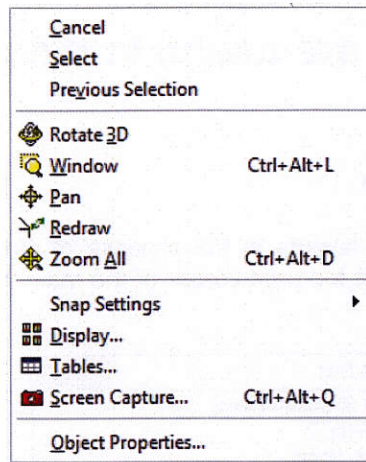 Cancel
Select
Previous Selection
Rotate 3D
Window Ctrl+Alt+L
Pan
Redraw
Zoom All Ctrl+Alt+D
Snap Settings
Display...
Tables...
Screen Capture... Ctrl+Alt+Q
Object Properties...